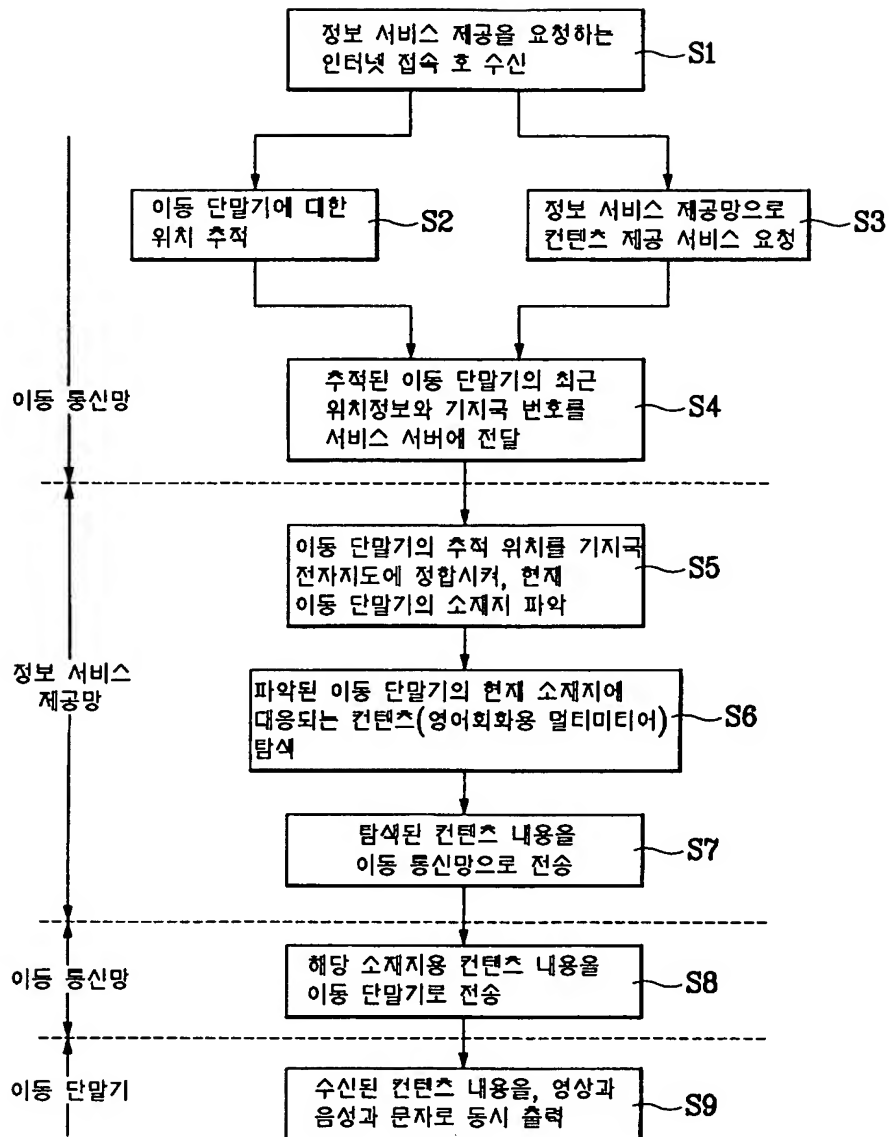 정보 서비스 제공을 요청하는
인터넷 접속 호 수신
S1
이동 단말기에 대한
위치 추적
S2
정보 서비스 제공망으로
컨텐츠 제공 서비스 요청
S3
추적된 이동 단말기의 최근
위치정보와 기지국 번호를
서비스 서버에 전달
S4
이동 통신망
이동 단말기의 추적 위치를 기지국
전자지도에 정합시켜, 현재
이동 단말기의 소재지 파악
S5
정보 서비스
제공망
파악된 이동 단말기의 현재 소재지에
대응되는 컨텐츠(영어회화용 멀티미티어)
탐색
S6
탐색된 컨텐츠 내용을
이동 통신망으로 전송
S7
이동 통신망
해당 소재지용 컨텐츠 내용을
이동 단말기로 전송
S8
이동 단말기
수신된 컨텐츠 내용을, 영상과
음성과 문자로 동시 출력
S9